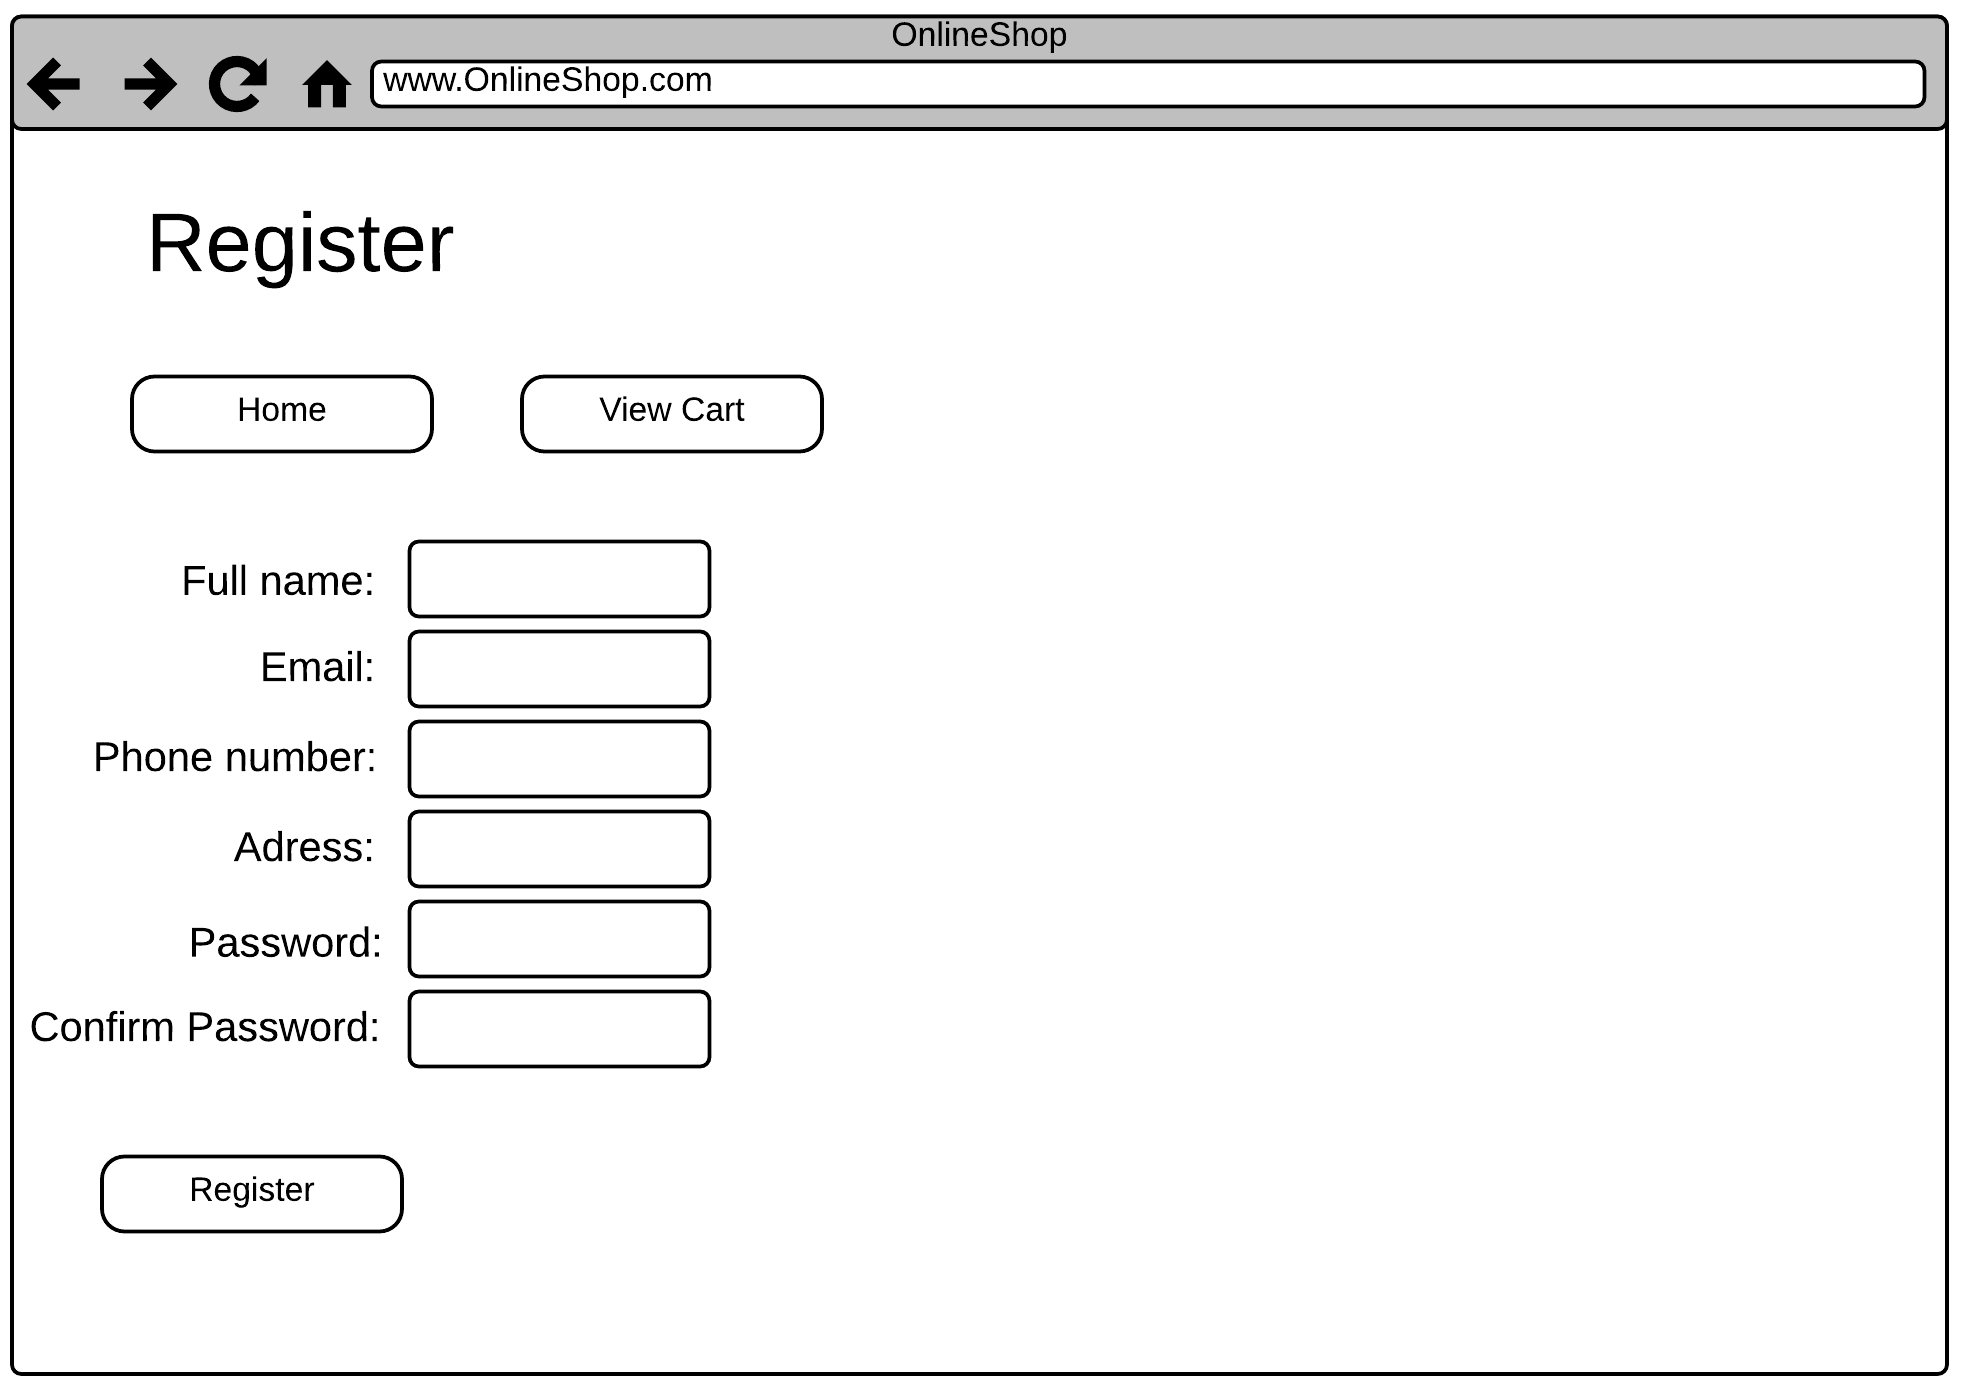 OnlineShop
www.OnlineShop.com
Register
Home
View Cart
Full name:
Email:
Phone number:
Adress:
Password:
Confirm Password:
Register